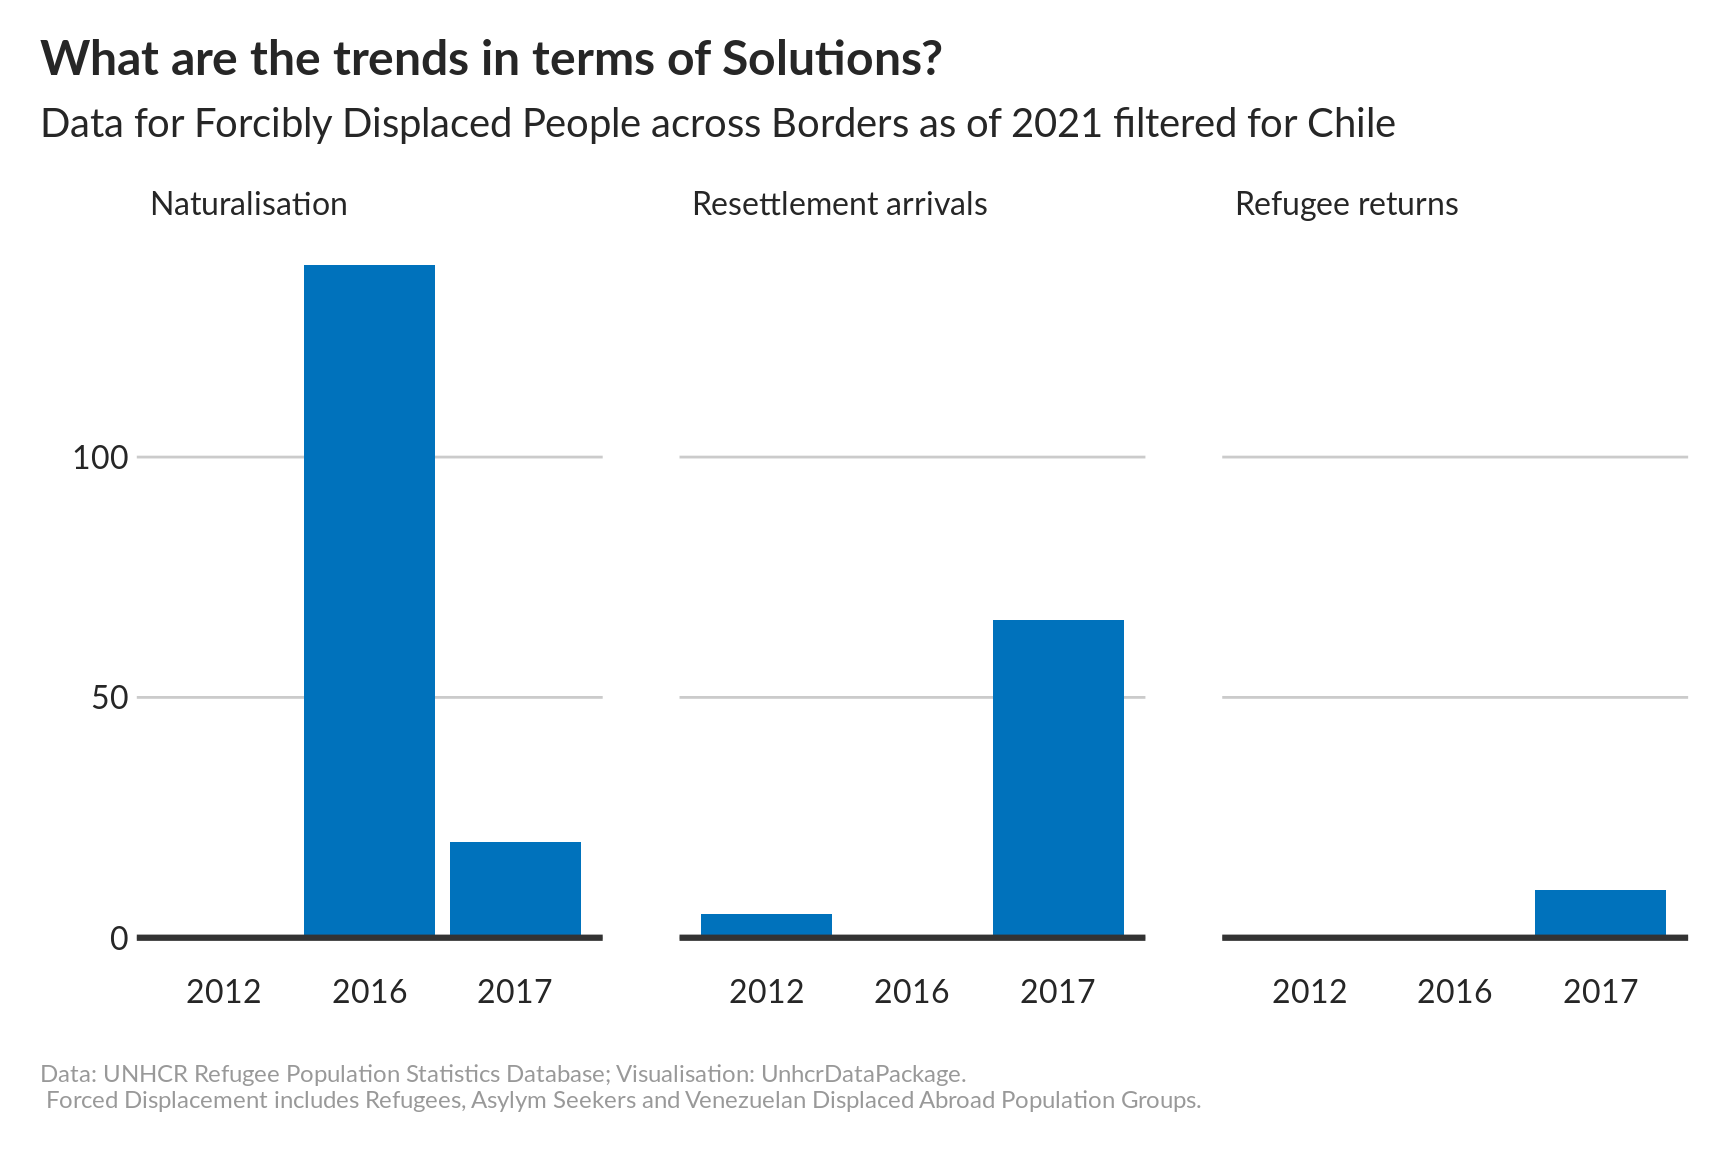 What are the trends in terms of Solutions?
Data for Forcibly Displaced People across Borders as of 2021 filtered for Chile
Naturalisation
Resettlement arrivals
Refugee returns
100
50
0
2012 2016 2017
2012 2016 2017
2012 2016 2017
Data: UNHCR Refugee Population Statistics Database; Visualisation: UnhcrDataPackage.
Forced Displacement includes Refugees, Asylym Seekers and Venezuelan Displaced Abroad Population Groups.